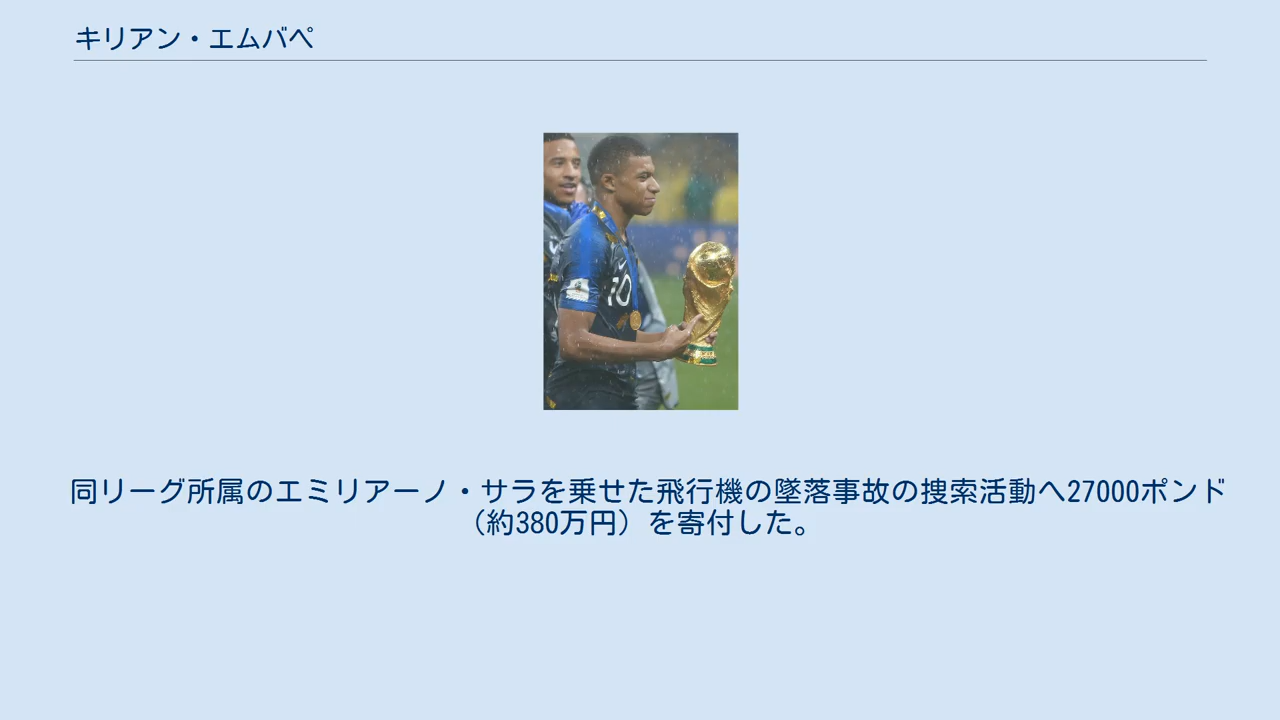 キリアン・エムバペ
10
同リーグ所属のエミリアーノ・サラを乗せた飛行機の墜落事故の捜索活動へ27000ポンド
（約380万円）を寄付した。